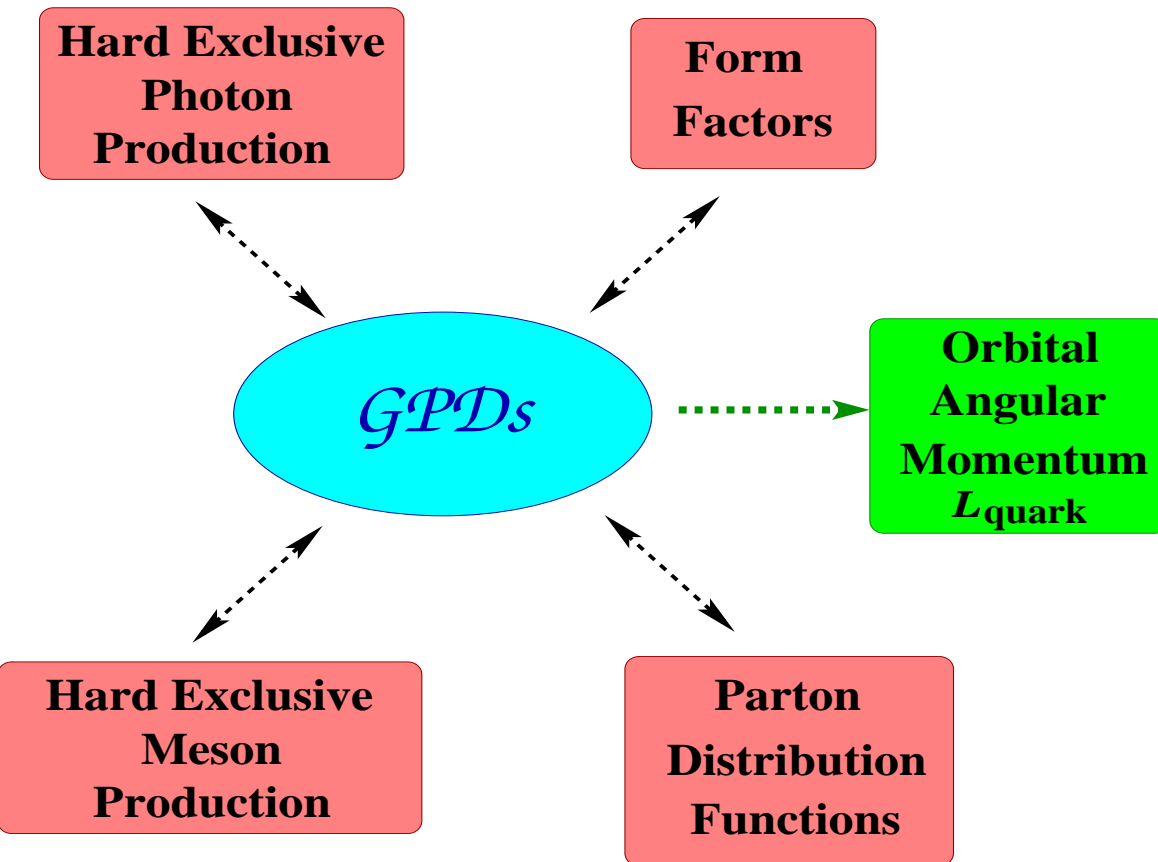 Hard Exclusive
Photon
Production
Form
Factors
GPDs
Orbital
Angular
Momentum
Lquark
Hard Exclusive
Meson
Production
Parton
Distribution
Functions